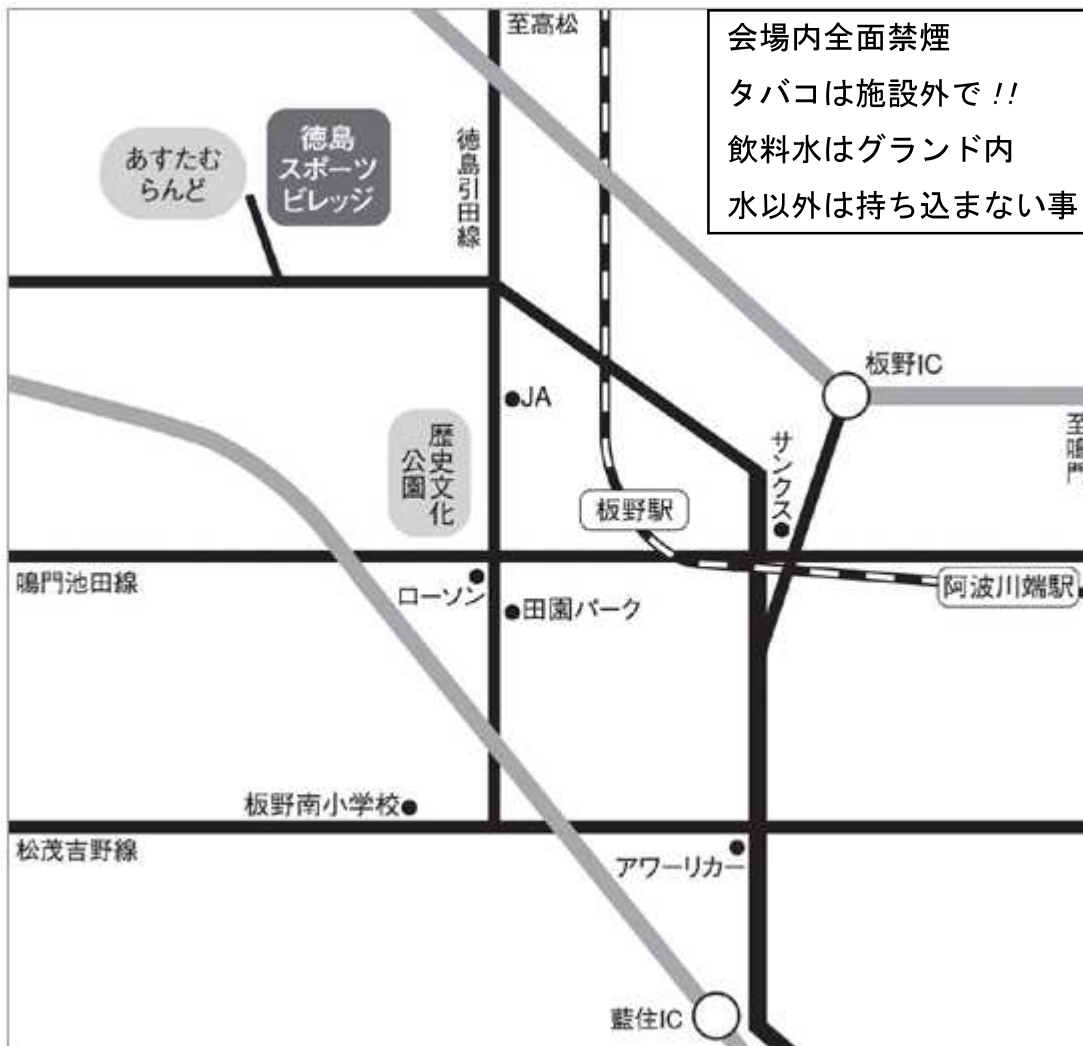 至高松
会場内全面禁煙
タバコは施設外で!!
飲料水はグランド内
水以外は持ち込まない事
あすたむ
らんど
徳島
スポーツ
ビレッジ
徳島引田線
板野IC
至鳴門
JA
歴史文化
公園
サンクス
板野駅
鳴門池田線
ローソン
田園パーク
阿波川端駅
板野南小学校
松茂吉野線
アワーリカー
藍住IC